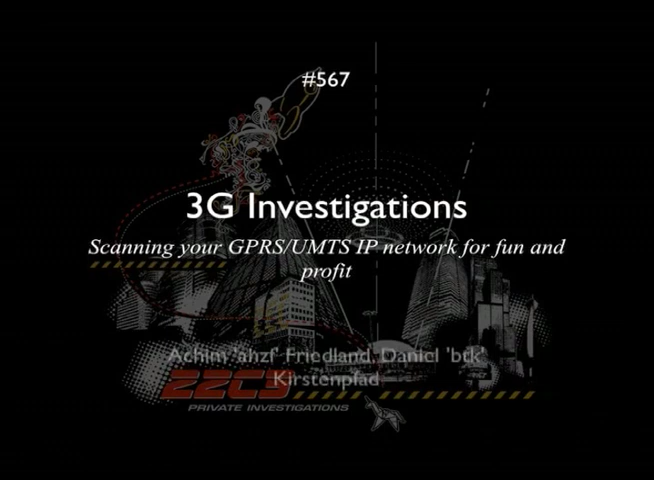 #567
3G Investigations
Scanning your GPRS/UMTS IP network for fun and
profit
Achim 'ahzf' Friedland, Daniel 'btk'
Kirstenpfad
22C3
PRIVATE INVESTIGATIONS